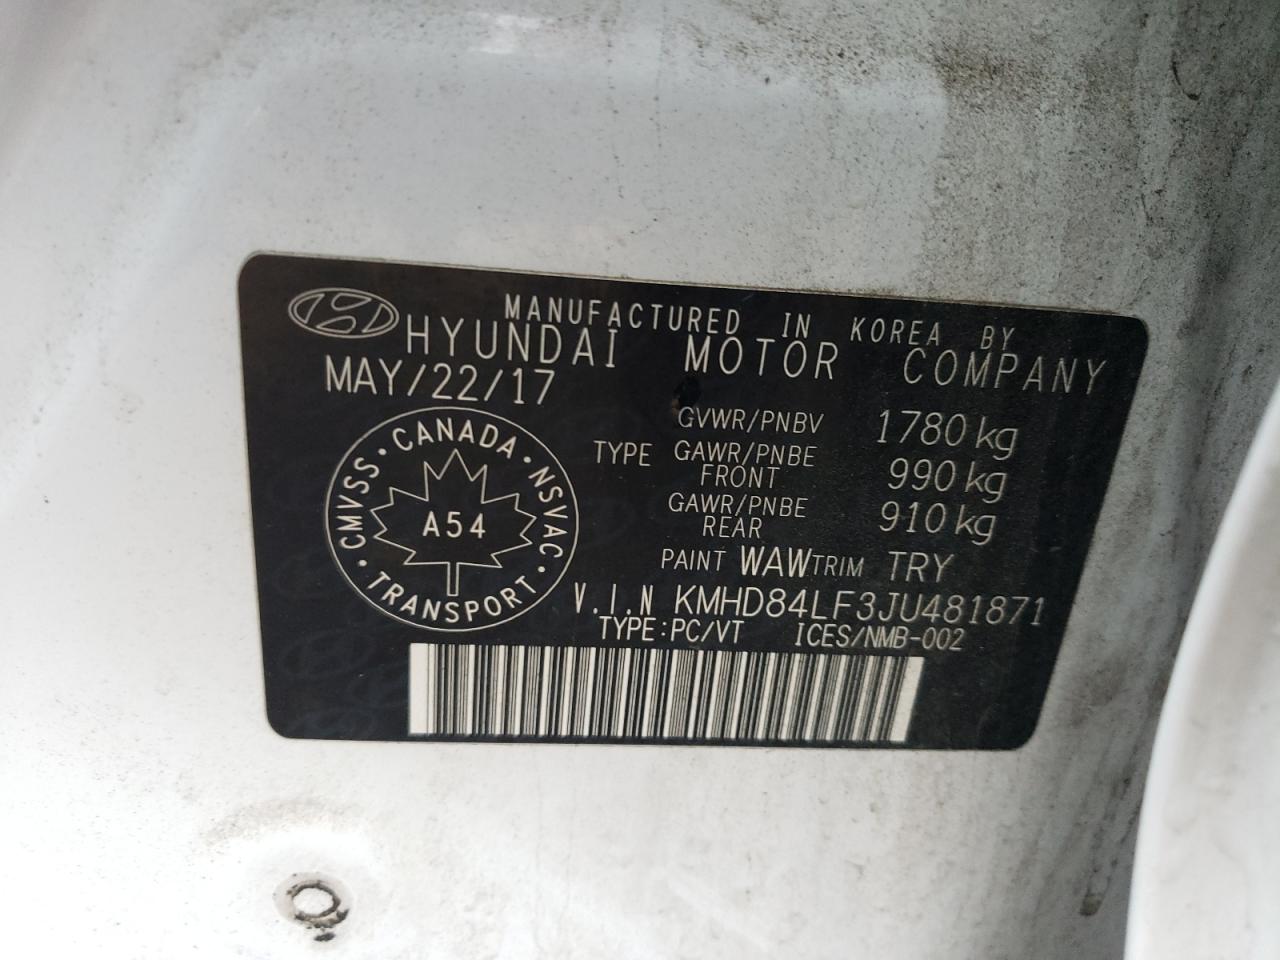 MANUFACTURED IN KOREA BY
HYUNDAI MOTOR COMPANY
MAY/22/17
GVWR/PNBV 1780 kg
TYPE GAWR/PNBE FRONT 990 kg
GAWR/PNBE REAR 910 kg
PAINT WAW TRIM TRY
V.I.N KMHD84LF3JU481871
TYPE:PC/VT ICES/NMB-002
CMVSS · CANADA · NSVAC · TRANSPORT ·
A54